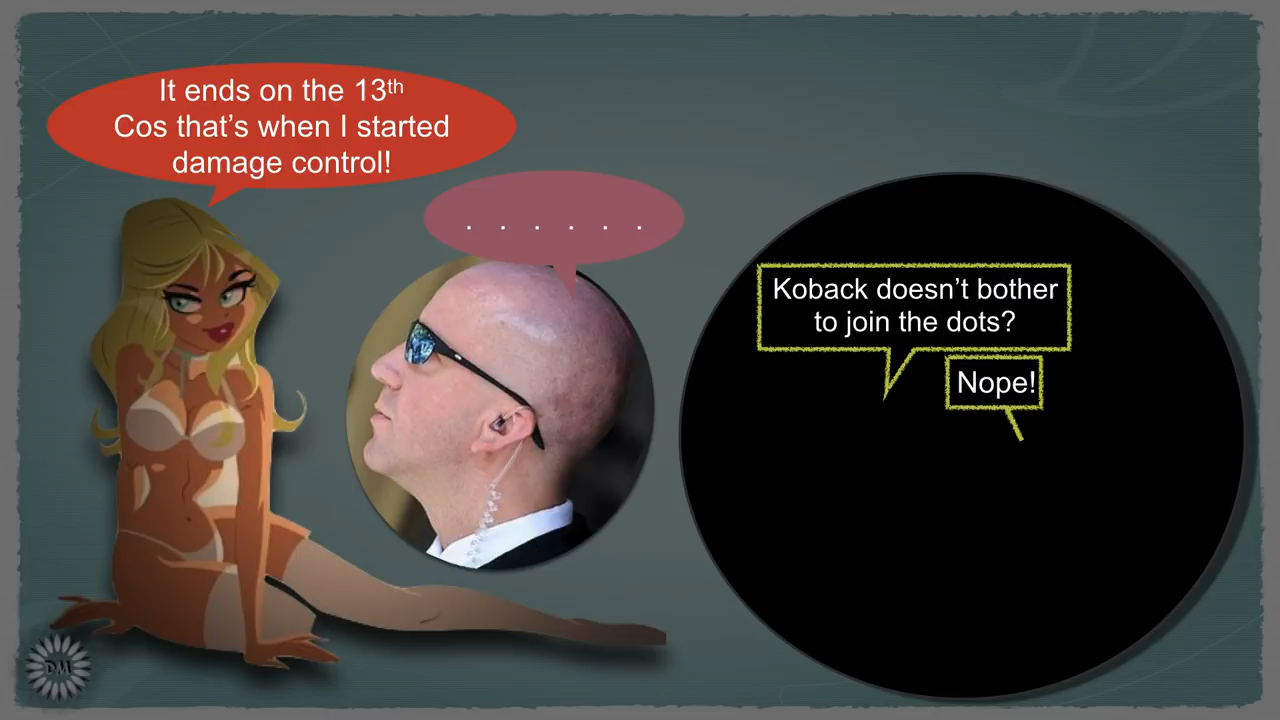 It ends on the 13th
Cos that's when I started
damage control!
. . . . . .
Koback doesn't bother
to join the dots?
Nope!
DM